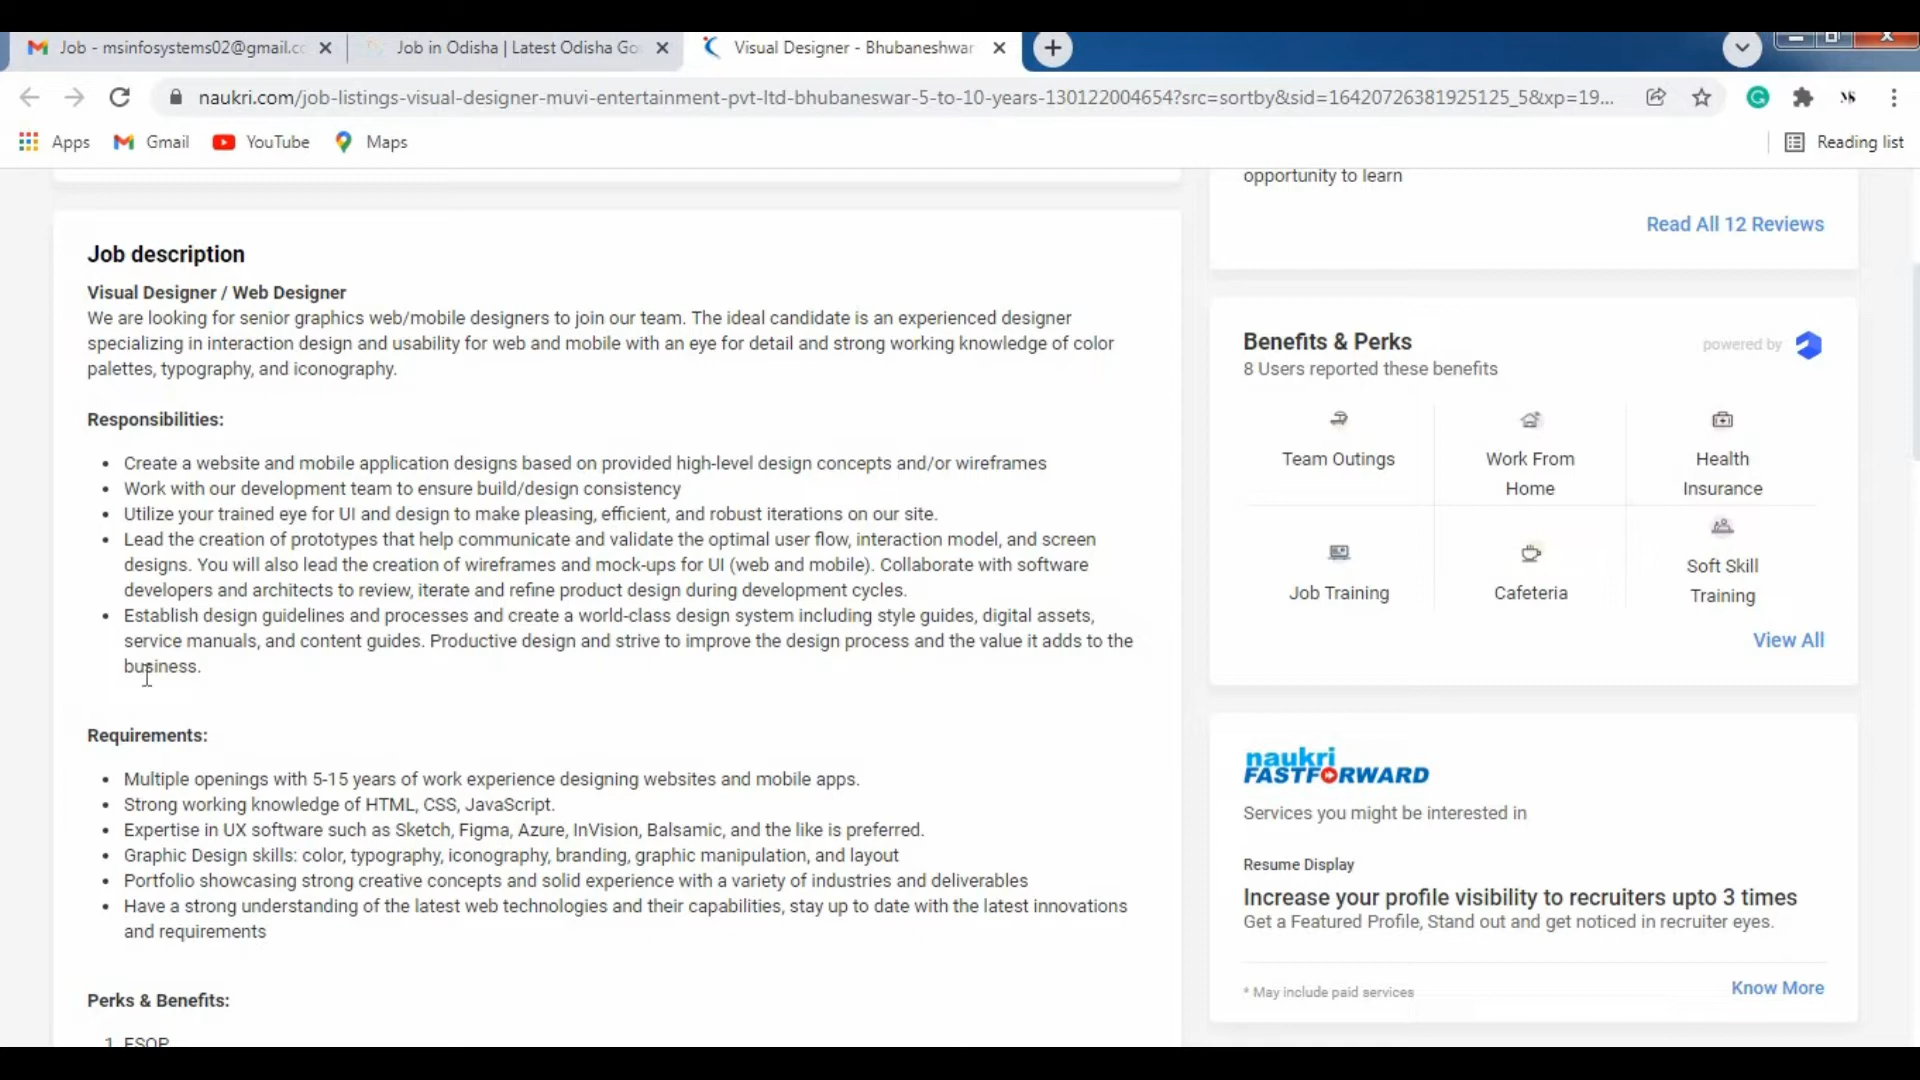 Job - msinfosystems02@gmail.c
Job in Odisha | Latest Odisha Go
Visual Designer - Bhubaneshwar
naukri.com/job-listings-visual-designer-muvi-entertainment-pvt-ltd-bhubaneswar-5-to-10-years-130122004654?src=sortby&sid=16420726381925125_5&xp=19...
Apps
Gmail
YouTube
Maps
Reading list
Job description
Visual Designer / Web Designer
We are looking for senior graphics web/mobile designers to join our team. The ideal candidate is an experienced designer
specializing in interaction design and usability for web and mobile with an eye for detail and strong working knowledge of color
palettes, typography, and iconography.
Responsibilities:
• Create a website and mobile application designs based on provided high-level design concepts and/or wireframes
• Work with our development team to ensure build/design consistency
• Utilize your trained eye for UI and design to make pleasing, efficient, and robust iterations on our site.
• Lead the creation of prototypes that help communicate and validate the optimal user flow, interaction model, and screen
designs. You will also lead the creation of wireframes and mock-ups for UI (web and mobile). Collaborate with software
developers and architects to review, iterate and refine product design during development cycles.
• Establish design guidelines and processes and create a world-class design system including style guides, digital assets,
service manuals, and content guides. Productive design and strive to improve the design process and the value it adds to the
business.
Requirements:
• Multiple openings with 5-15 years of work experience designing websites and mobile apps.
• Strong working knowledge of HTML, CSS, JavaScript.
• Expertise in UX software such as Sketch, Figma, Azure, InVision, Balsamic, and the like is preferred.
• Graphic Design skills: color, typography, iconography, branding, graphic manipulation, and layout
• Portfolio showcasing strong creative concepts and solid experience with a variety of industries and deliverables
• Have a strong understanding of the latest web technologies and their capabilities, stay up to date with the latest innovations
and requirements
Perks & Benefits:
1. ESOP
opportunity to learn
Read All 12 Reviews
Benefits & Perks
powered by
8 Users reported these benefits
Team Outings
Work From
Home
Health
Insurance
Job Training
Cafeteria
Soft Skill
Training
View All
naukri
FASTFORWARD
Services you might be interested in
Resume Display
Increase your profile visibility to recruiters upto 3 times
Get a Featured Profile, Stand out and get noticed in recruiter eyes.
* May include paid services
Know More